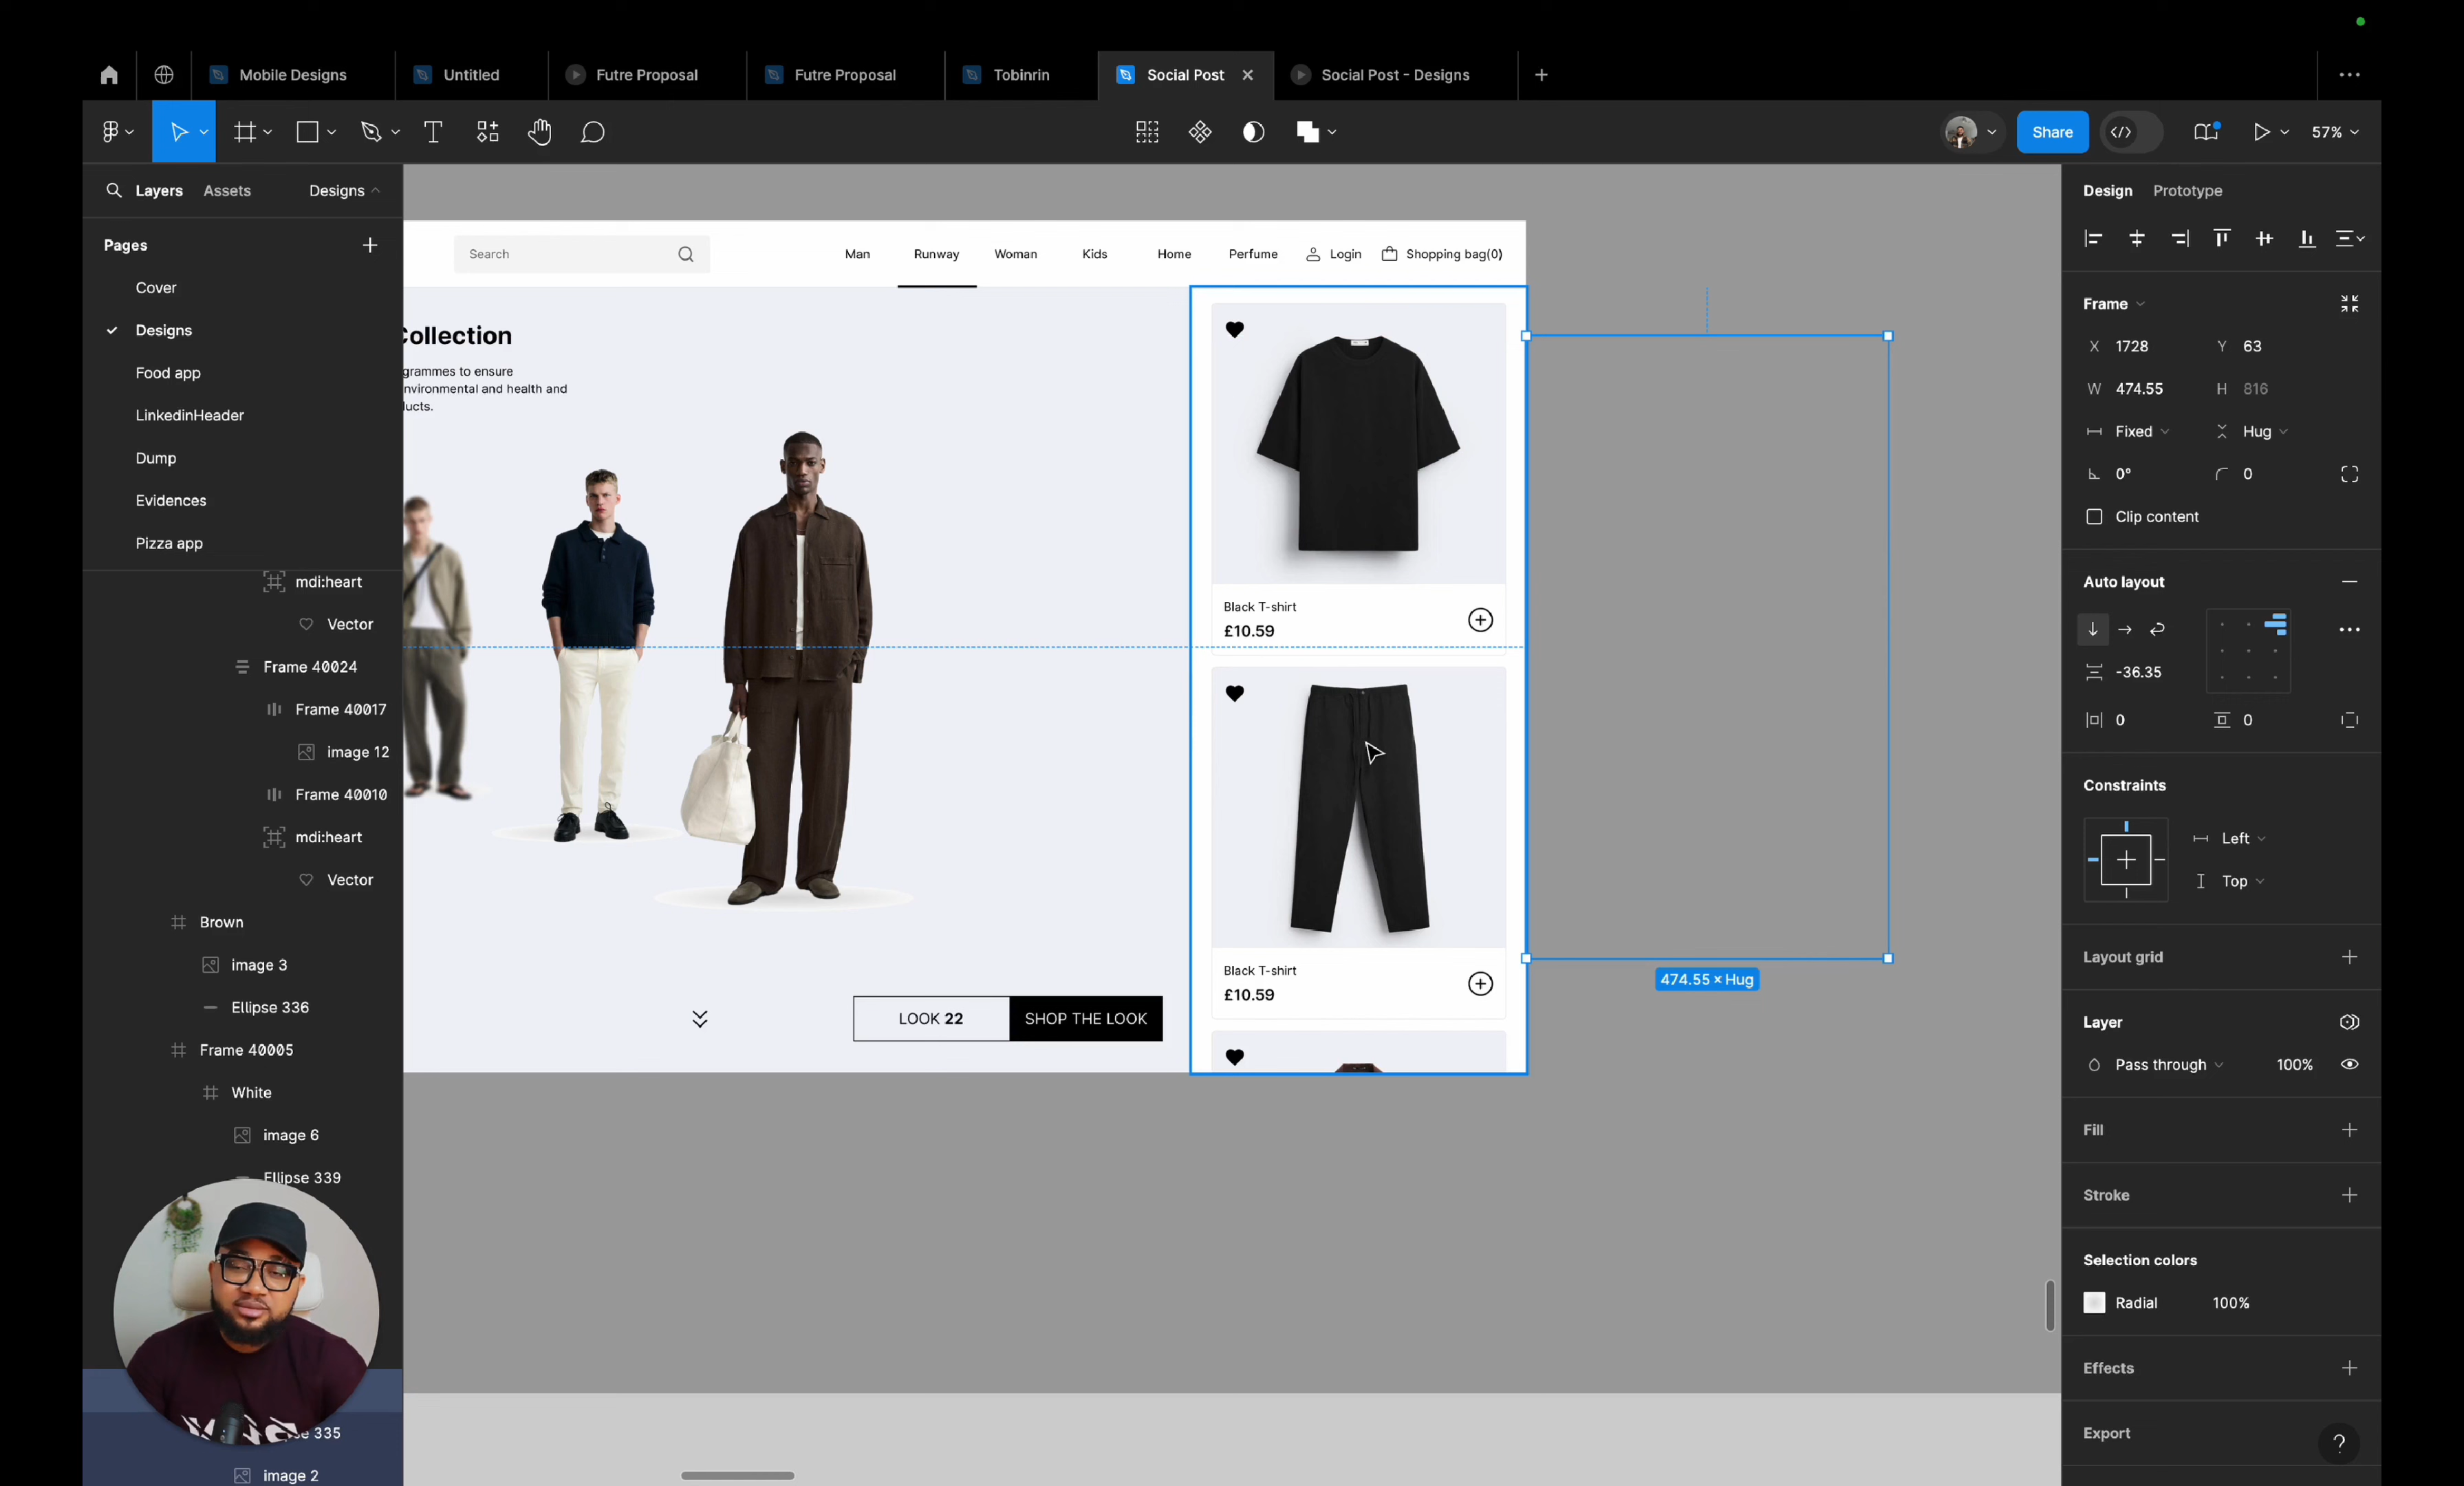 Mobile Designs
Untitled
Futre Proposal
Futre Proposal
Tobinrin
Social Post
Social Post - Designs
Share
57%
Layers
Assets
Designs
Pages
Cover
Designs
Food app
LinkedinHeader
Dump
Evidences
Pizza app
mdi:heart
Vector
Frame 40024
Frame 40017
image 12
Frame 40010
mdi:heart
Vector
Brown
image 3
Ellipse 336
Frame 40005
White
image 6
Ellipse 339
335
image 2
Search
Man
Runway
Woman
Kids
Home
Perfume
Login
Shopping bag(0)
Collection
grammes to ensure
nvironmental and health and
lucts.
Black T-shirt
£10.59
Black T-shirt
£10.59
LOOK 22
SHOP THE LOOK
474.55 × Hug
Design
Prototype
Frame
X 1728
Y 63
W 474.55
H 816
Fixed
Hug
0°
0
Clip content
Auto layout
-36.35
0
0
Constraints
Left
Top
Layout grid
Layer
Pass through
100%
Fill
Stroke
Selection colors
Radial
100%
Effects
Export
?